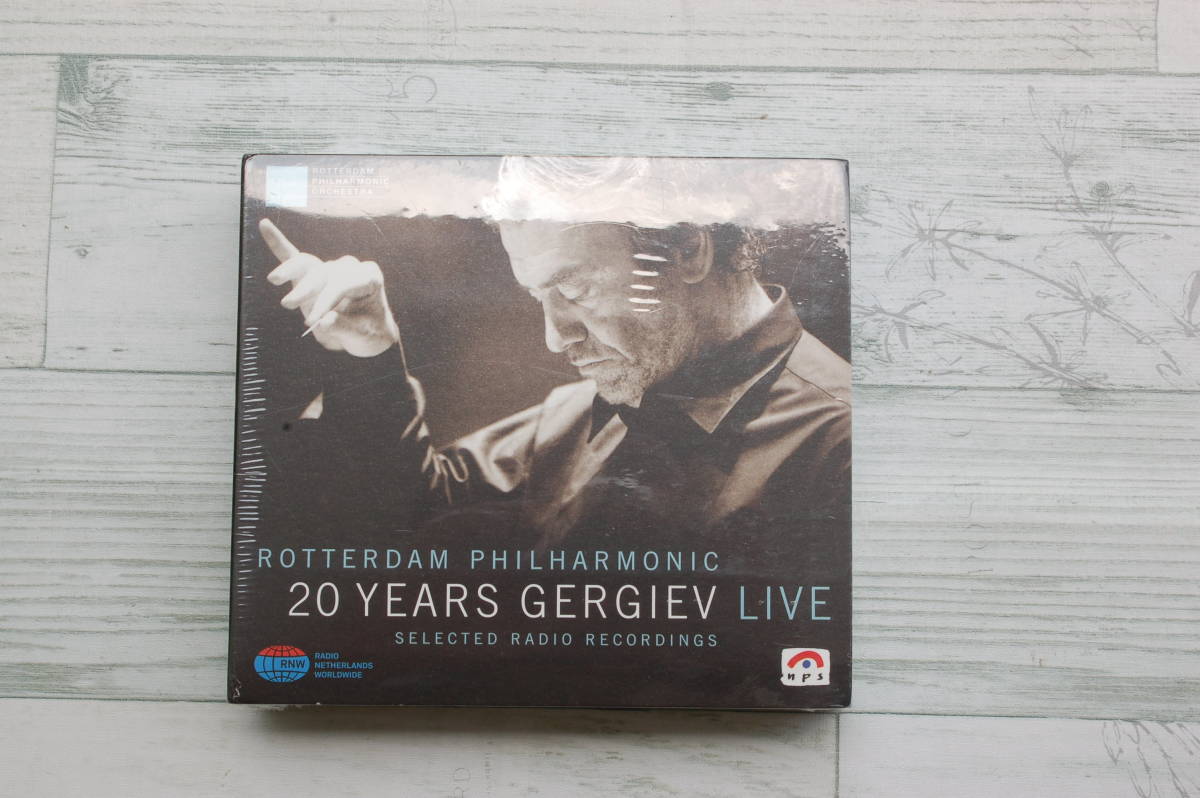 ROTTERDAM
PHILHARMONIC
ORCHESTRA
ROTTERDAM PHILHARMONIC
20 YEARS GERGIEV LIVE
SELECTED RADIO RECORDINGS
RNW
RADIO
NETHERLANDS
WORLDWIDE
nps